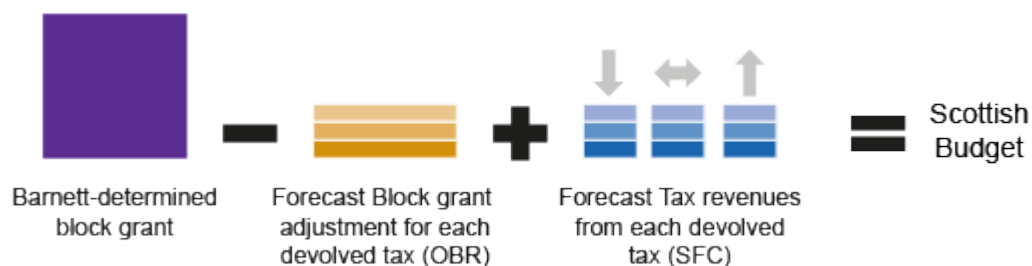 Scottish
Budget
Barnett-determined
block grant
Forecast Block grant
adjustment for each
devolved tax (OBR)
Forecast Tax revenues
from each devolved
tax (SFC)